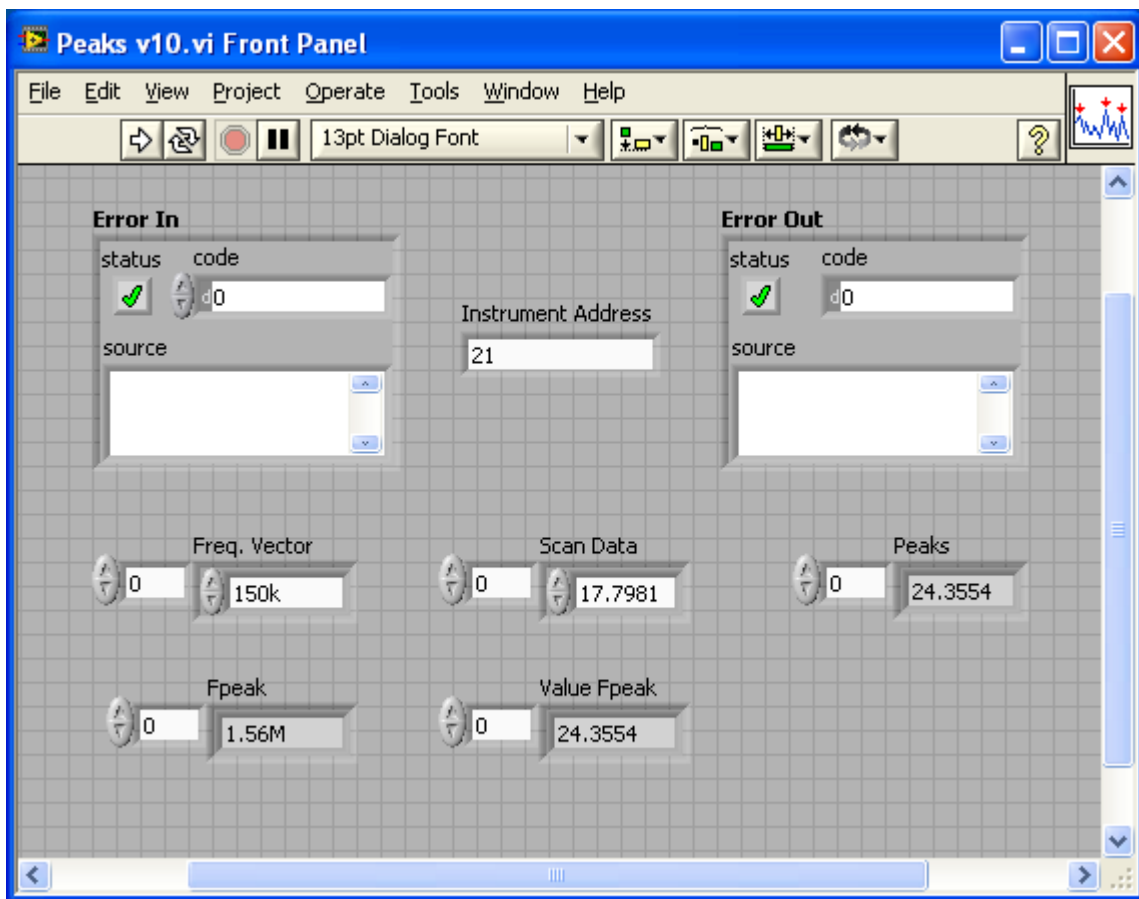 Peaks v10.vi Front Panel
File Edit View Project Operate Tools Window Help
13pt Dialog Font
?
Error In
status code
d0
source
Instrument Address
21
Error Out
status code
d0
source
Freq. Vector
0 150k
Scan Data
0 17.7981
Peaks
0 24.3554
Fpeak
0 1.56M
Value Fpeak
0 24.3554